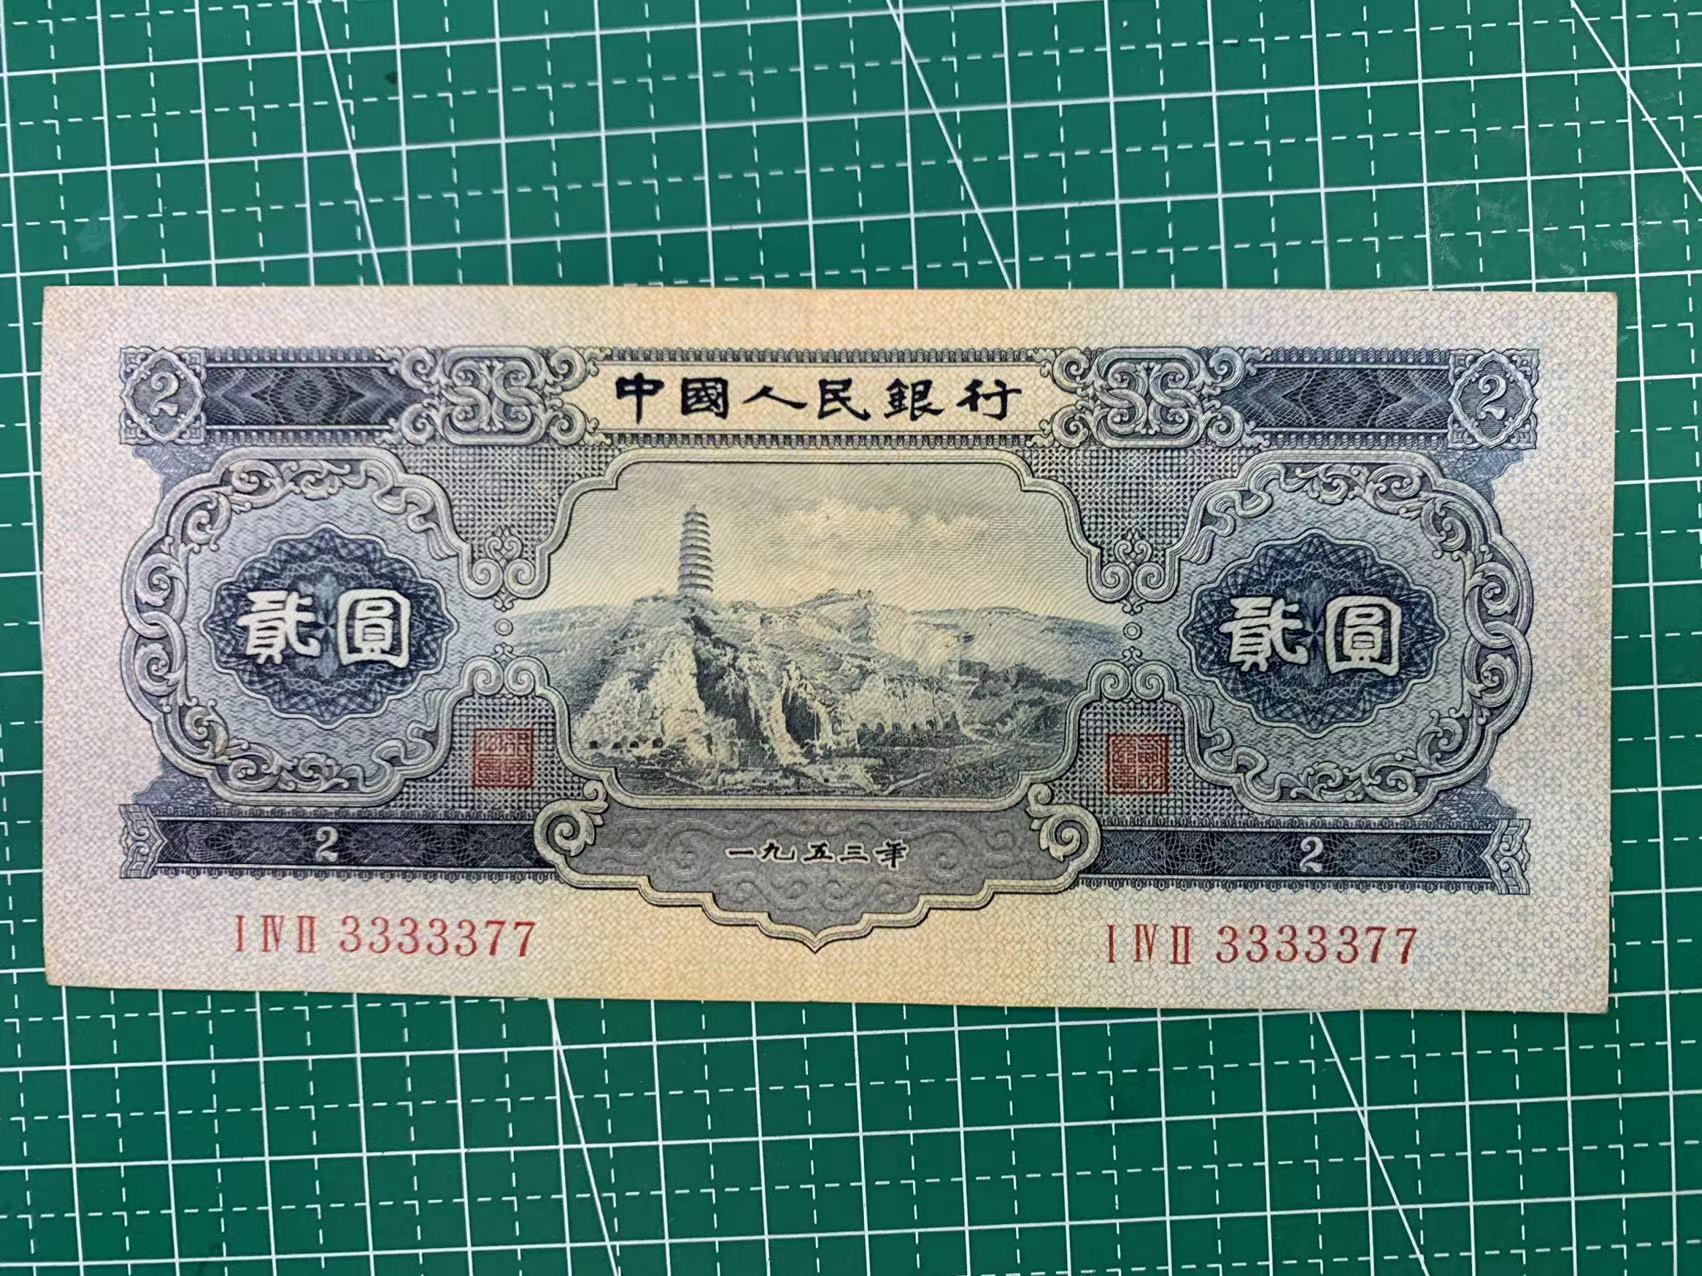 2 中國人民銀行 2
貳圓 貳圓
2 一九五三年 2
I IV II 3333377 I IV II 3333377